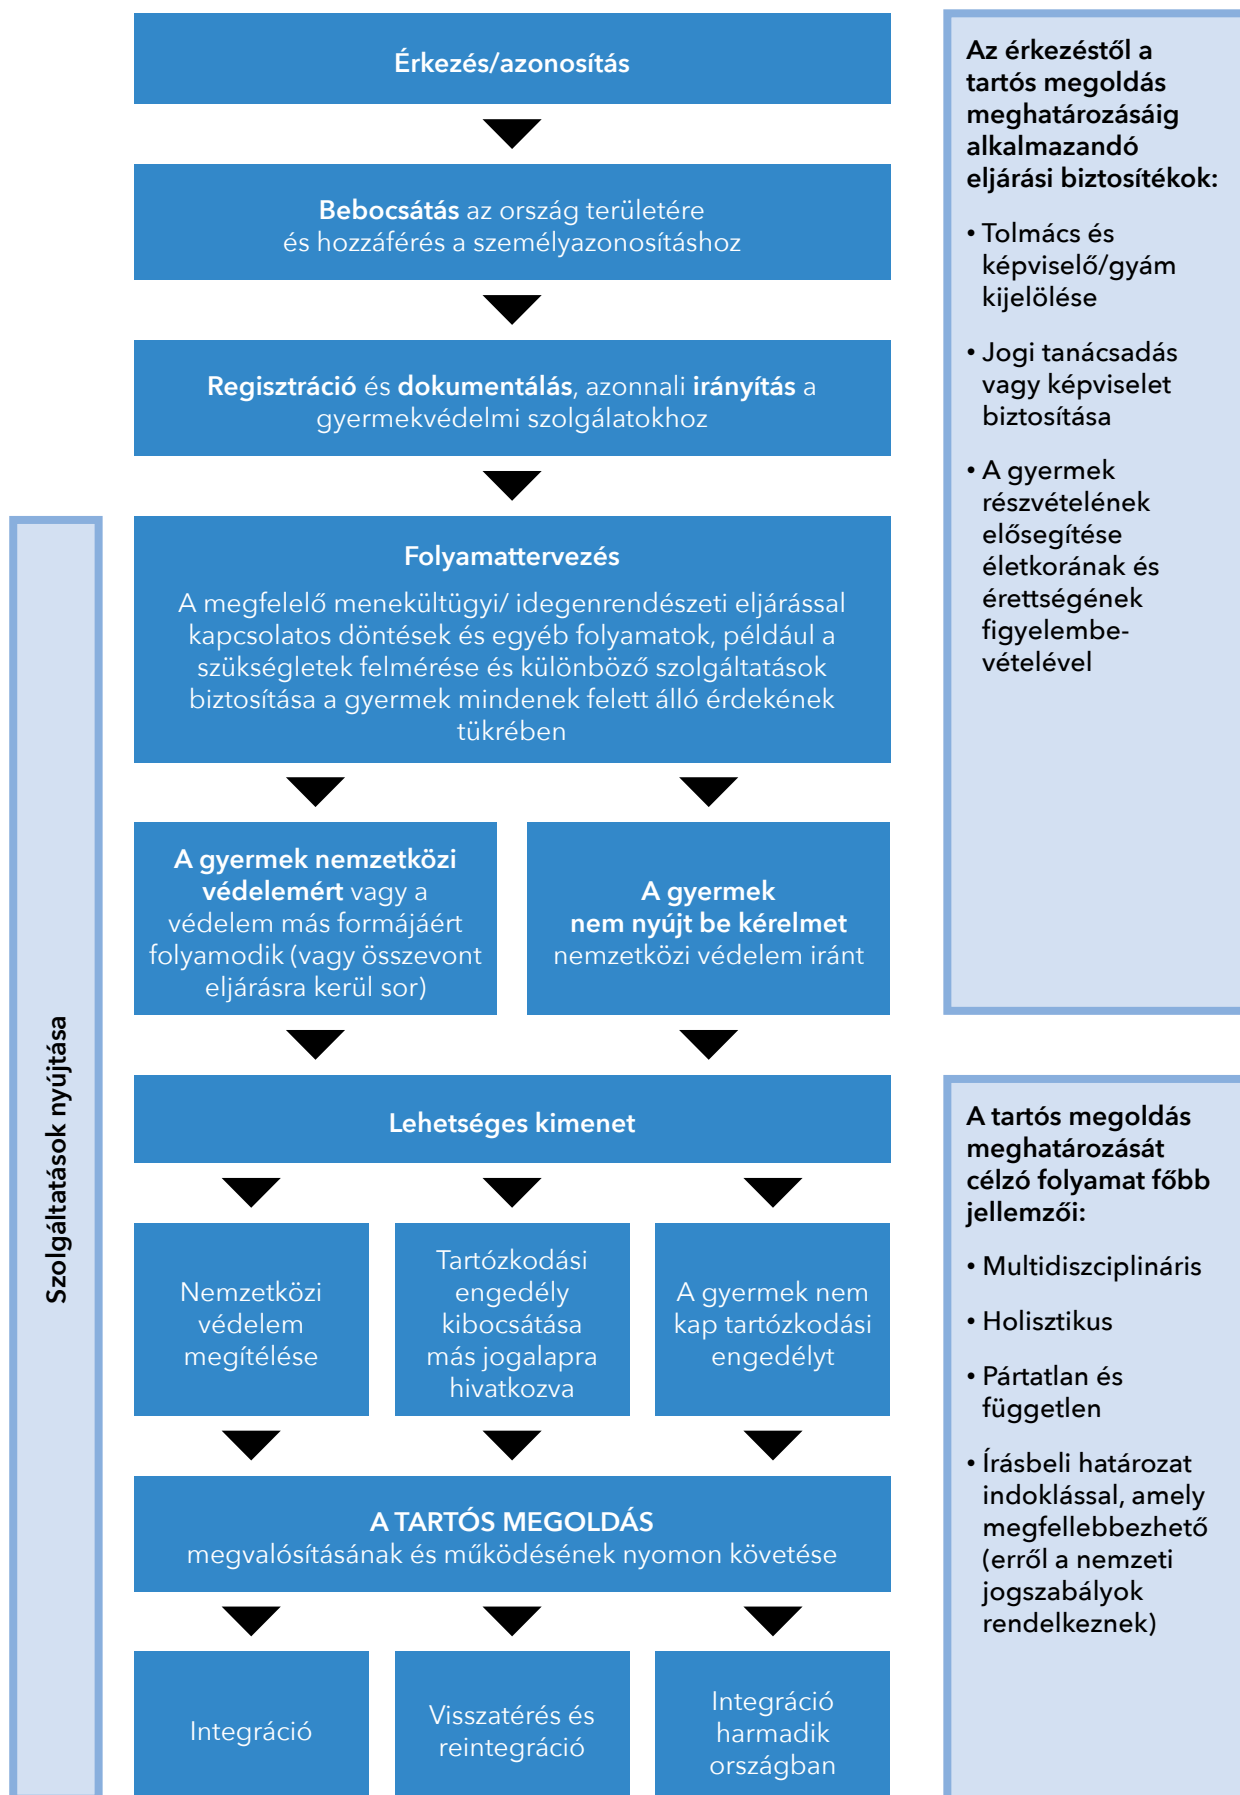 Érkezés/azonosítás
Bebocsátás az ország területére
és hozzáférés a személyazonosításhoz
Regisztráció és dokumentálás, azonnali irányítás a
gyermekvédelmi szolgálatokhoz
Folyamattervezés
A megfelelő menekültügyi/ idegenrendészeti eljárással
kapcsolatos döntések és egyéb folyamatok, például a
szükségletek felmérése és különböző szolgáltatások
biztosítása a gyermek mindenek felett álló érdekének
tükrében
A gyermek nemzetközi
védelemért vagy a
védelem más formájáért
folyamodik (vagy összevont
eljárásra kerül sor)
A gyermek
nem nyújt be kérelmet
nemzetközi védelem iránt
Lehetséges kimenet
Nemzetközi
védelem
megítélése
Tartózkodási
engedély
kibocsátása
más jogalapra
hivatkozva
A gyermek nem
kap tartózkodási
engedélyt
A TARTÓS MEGOLDÁS
megvalósításának és működésének nyomon követése
Integráció
Visszatérés és
reintegráció
Integráció
harmadik
országban
Szolgáltatások nyújtása
Az érkezéstől a
tartós megoldás
meghatározásáig
alkalmazandó
eljárási biztosítékok:
• Tolmács és
képviselő/gyám
kijelölése
• Jogi tanácsadás
vagy képviselet
biztosítása
• A gyermek
részvételének
elősegítése
életkorának és
érettségének
figyelembe-
vételével
A tartós megoldás
meghatározását
célzó folyamat főbb
jellemzői:
• Multidiszciplináris
• Holisztikus
• Pártatlan és
független
• Írásbeli határozat
indoklással, amely
megfellebbezhető
(erről a nemzeti
jogszabályok
rendelkeznek)